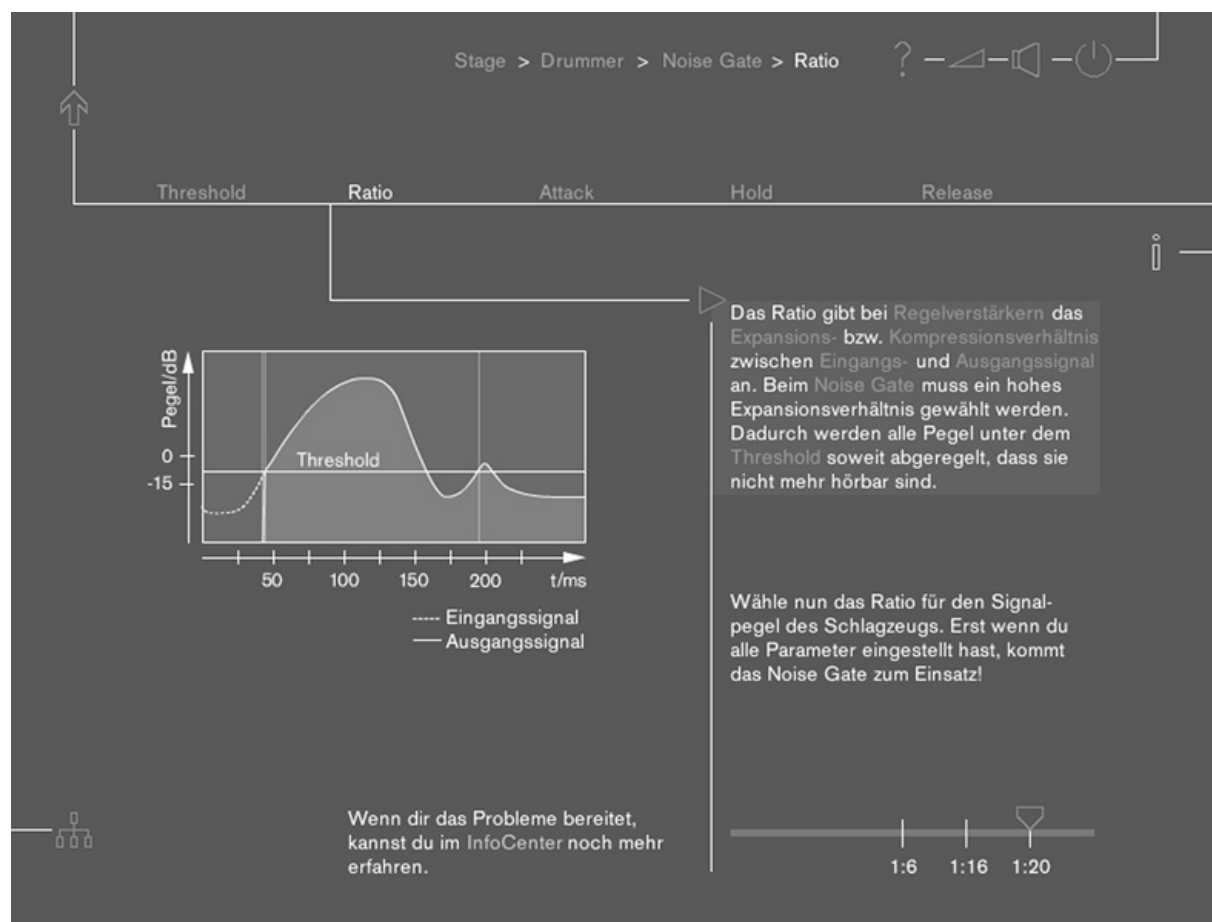 Stage > Drummer > Noise Gate > Ratio
?
Threshold Ratio Attack Hold Release
i
Das Ratio gibt bei Regelverstärkern das
Expansions- bzw. Kompressionsverhältnis
zwischen Eingangs- und Ausgangssignal
an. Beim Noise Gate muss ein hohes
Expansionsverhältnis gewählt werden.
Dadurch werden alle Pegel unter dem
Threshold soweit abgeregelt, dass sie
nicht mehr hörbar sind.
Pegel/dB
0
-15
Threshold
50 100 150 200 t/ms
Eingangssignal
Ausgangssignal
Wähle nun das Ratio für den Signal-
pegel des Schlagzeugs. Erst wenn du
alle Parameter eingestellt hast, kommt
das Noise Gate zum Einsatz!
Wenn dir das Probleme bereitet,
kannst du im InfoCenter noch mehr
erfahren.
1:6 1:16 1:20